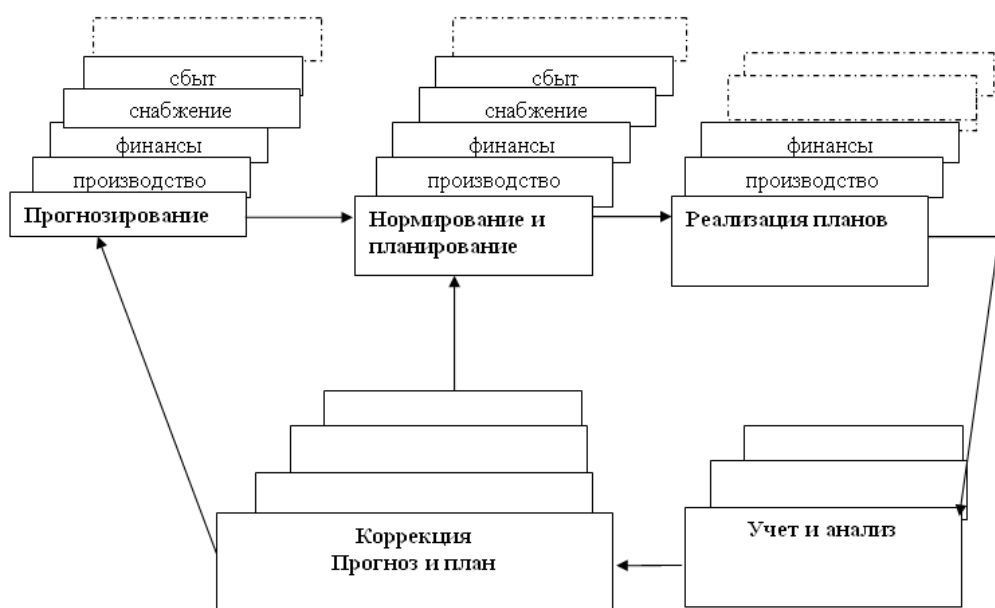 сбыт
снабжение
финансы
производство
Прогнозирование
сбыт
снабжение
финансы
производство
Нормирование и
планирование
финансы
производство
Реализация планов
Коррекция
Прогноз и план
Учет и анализ